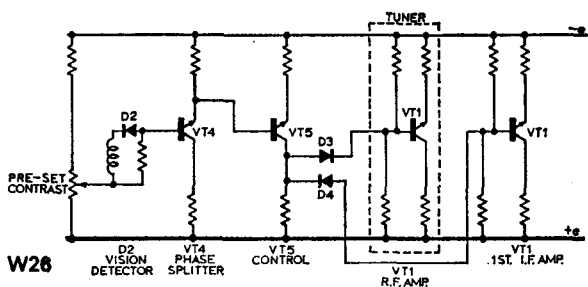 TUNER
-e
D2
VT4
VT5
D3
D4
VT1
VT1
PRE-SET
CONTRAST
+e
W26
D2
VISION
DETECTOR
VT4
PHASE
SPLITTER
VT5
CONTROL
VT1
R.F. AMP.
VT1
1ST. I.F. AMP.